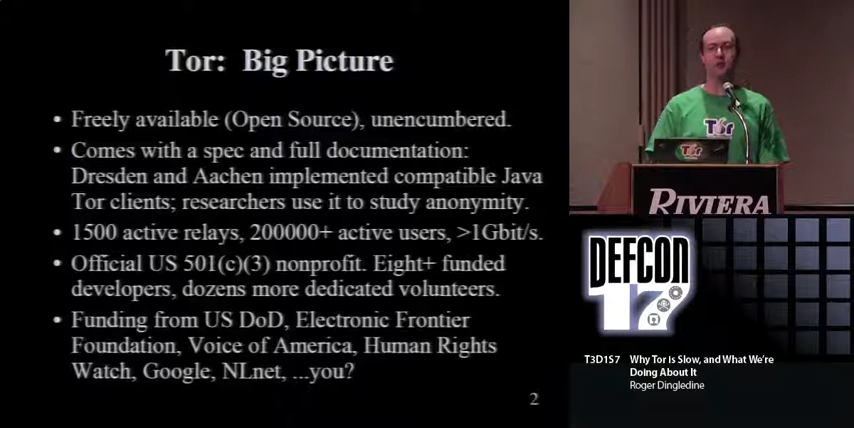 Tor: Big Picture
• Freely available (Open Source), unencumbered.
• Comes with a spec and full documentation:
Dresden and Aachen implemented compatible Java
Tor clients; researchers use it to study anonymity.
• 1500 active relays, 200000+ active users, >1Gbit/s.
• Official US 501(c)(3) nonprofit. Eight+ funded
developers, dozens more dedicated volunteers.
• Funding from US DoD, Electronic Frontier
Foundation, Voice of America, Human Rights
Watch, Google, NLnet, ...you?
2
Tor
Tor
RIVIERA
DEFCON
17
T3D1S7 Why Tor is Slow, and What We're
Doing About It
Roger Dingledine